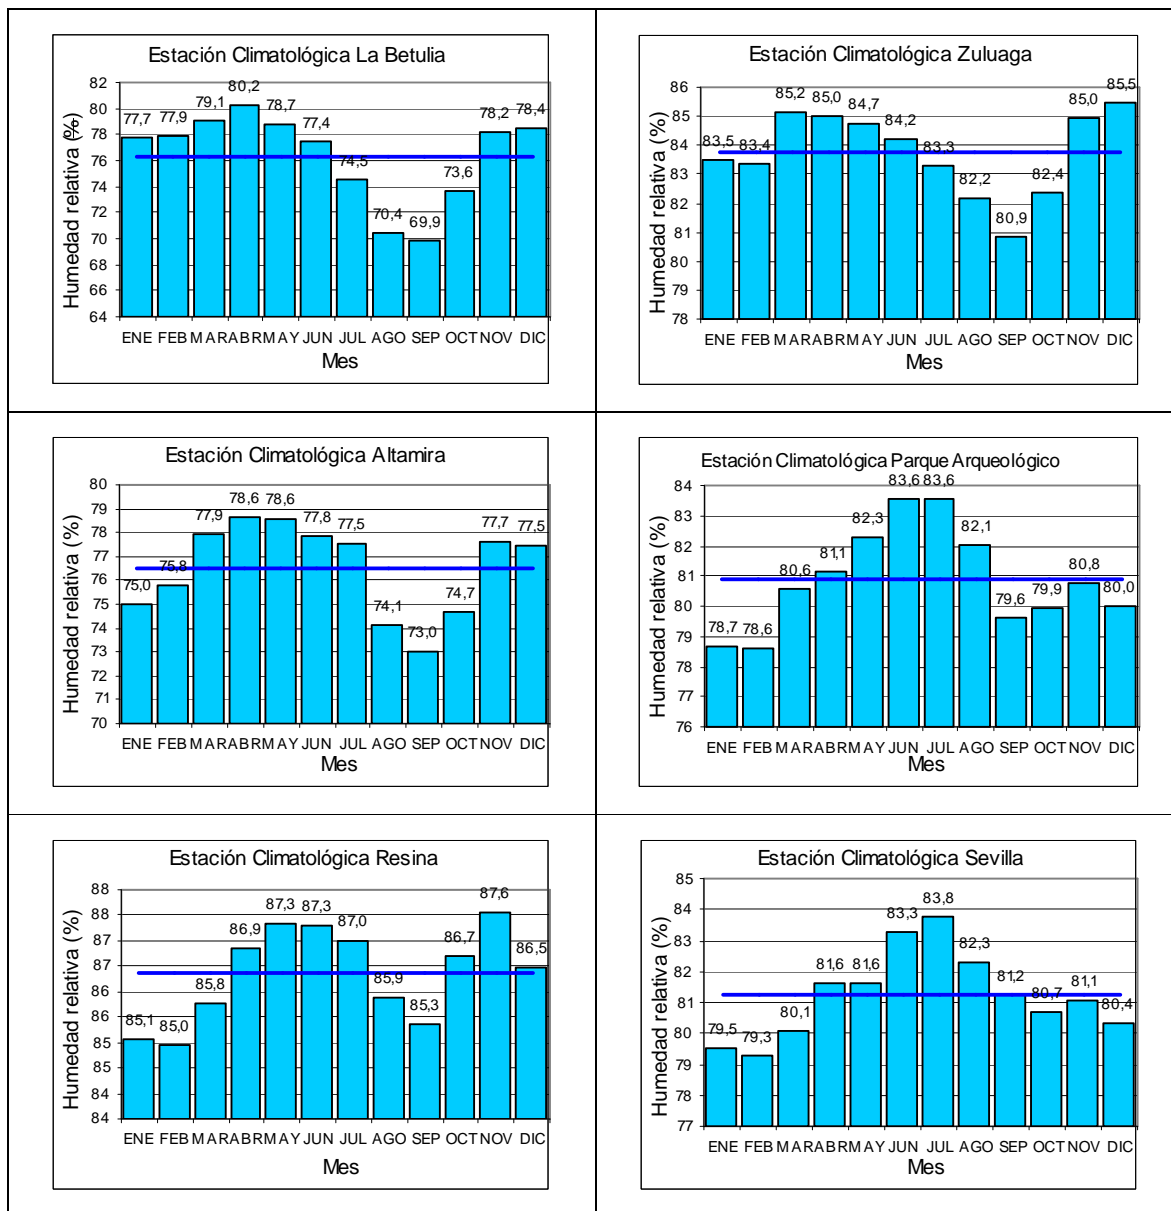 Estación Climatológica La Betulia
Humedad relativa (%)
82
80
78
76
74
72
70
68
66
64
77,7 77,9 79,1 80,2 78,7 77,4 74,5 70,4 69,9 73,6 78,2 78,4
ENE FEB MAR ABR MAY JUN JUL AGO SEP OCT NOV DIC
Mes
Estación Climatológica Zuluaga
Humedad relativa (%)
86
85
84
83
82
81
80
79
78
83,5 83,4 85,2 85,0 84,7 84,2 83,3 82,2 80,9 82,4 85,0 85,5
ENE FEB MAR ABR MAY JUN JUL AGO SEP OCT NOV DIC
Mes
Estación Climatológica Altamira
Humedad relativa (%)
80
79
78
77
76
75
74
73
72
71
70
75,0 75,8 77,9 78,6 78,6 77,8 77,5 74,1 73,0 74,7 77,7 77,5
ENE FEB MAR ABR MAY JUN JUL AGO SEP OCT NOV DIC
Mes
Estación Climatológica Parque Arqueológico
Humedad relativa (%)
84
83
82
81
80
79
78
77
76
78,7 78,6 80,6 81,1 82,3 83,6 83,6 82,1 79,6 79,9 80,8 80,0
ENE FEB MAR ABR MAY JUN JUL AGO SEP OCT NOV DIC
Mes
Estación Climatológica Resina
Humedad relativa (%)
88
88
87
87
86
86
85
85
84
84
85,1 85,0 85,8 86,9 87,3 87,3 87,0 85,9 85,3 86,7 87,6 86,5
ENE FEB MAR ABR MAY JUN JUL AGO SEP OCT NOV DIC
Mes
Estación Climatológica Sevilla
Humedad relativa (%)
85
84
83
82
81
80
79
78
77
79,5 79,3 80,1 81,6 81,6 83,3 83,8 82,3 81,2 80,7 81,1 80,4
ENE FEB MAR ABR MAY JUN JUL AGO SEP OCT NOV DIC
Mes